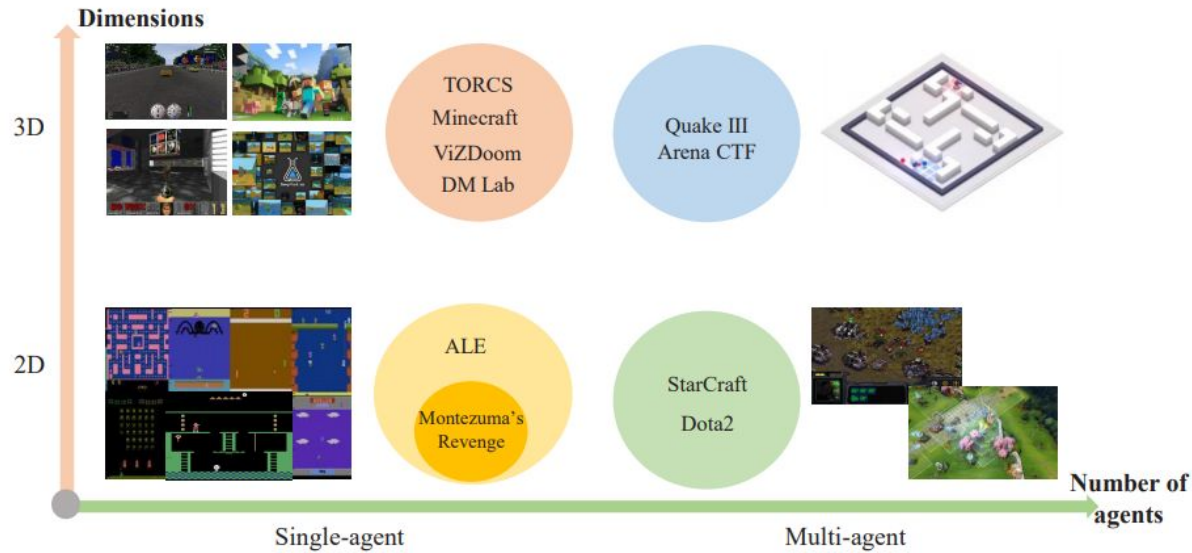 Dimensions
3D
TORCS
Minecraft
ViZDoom
DM Lab
Quake III
Arena CTF
2D
ALE
Montezuma's
Revenge
StarCraft
Dota2
Number of
agents
Single-agent
Multi-agent